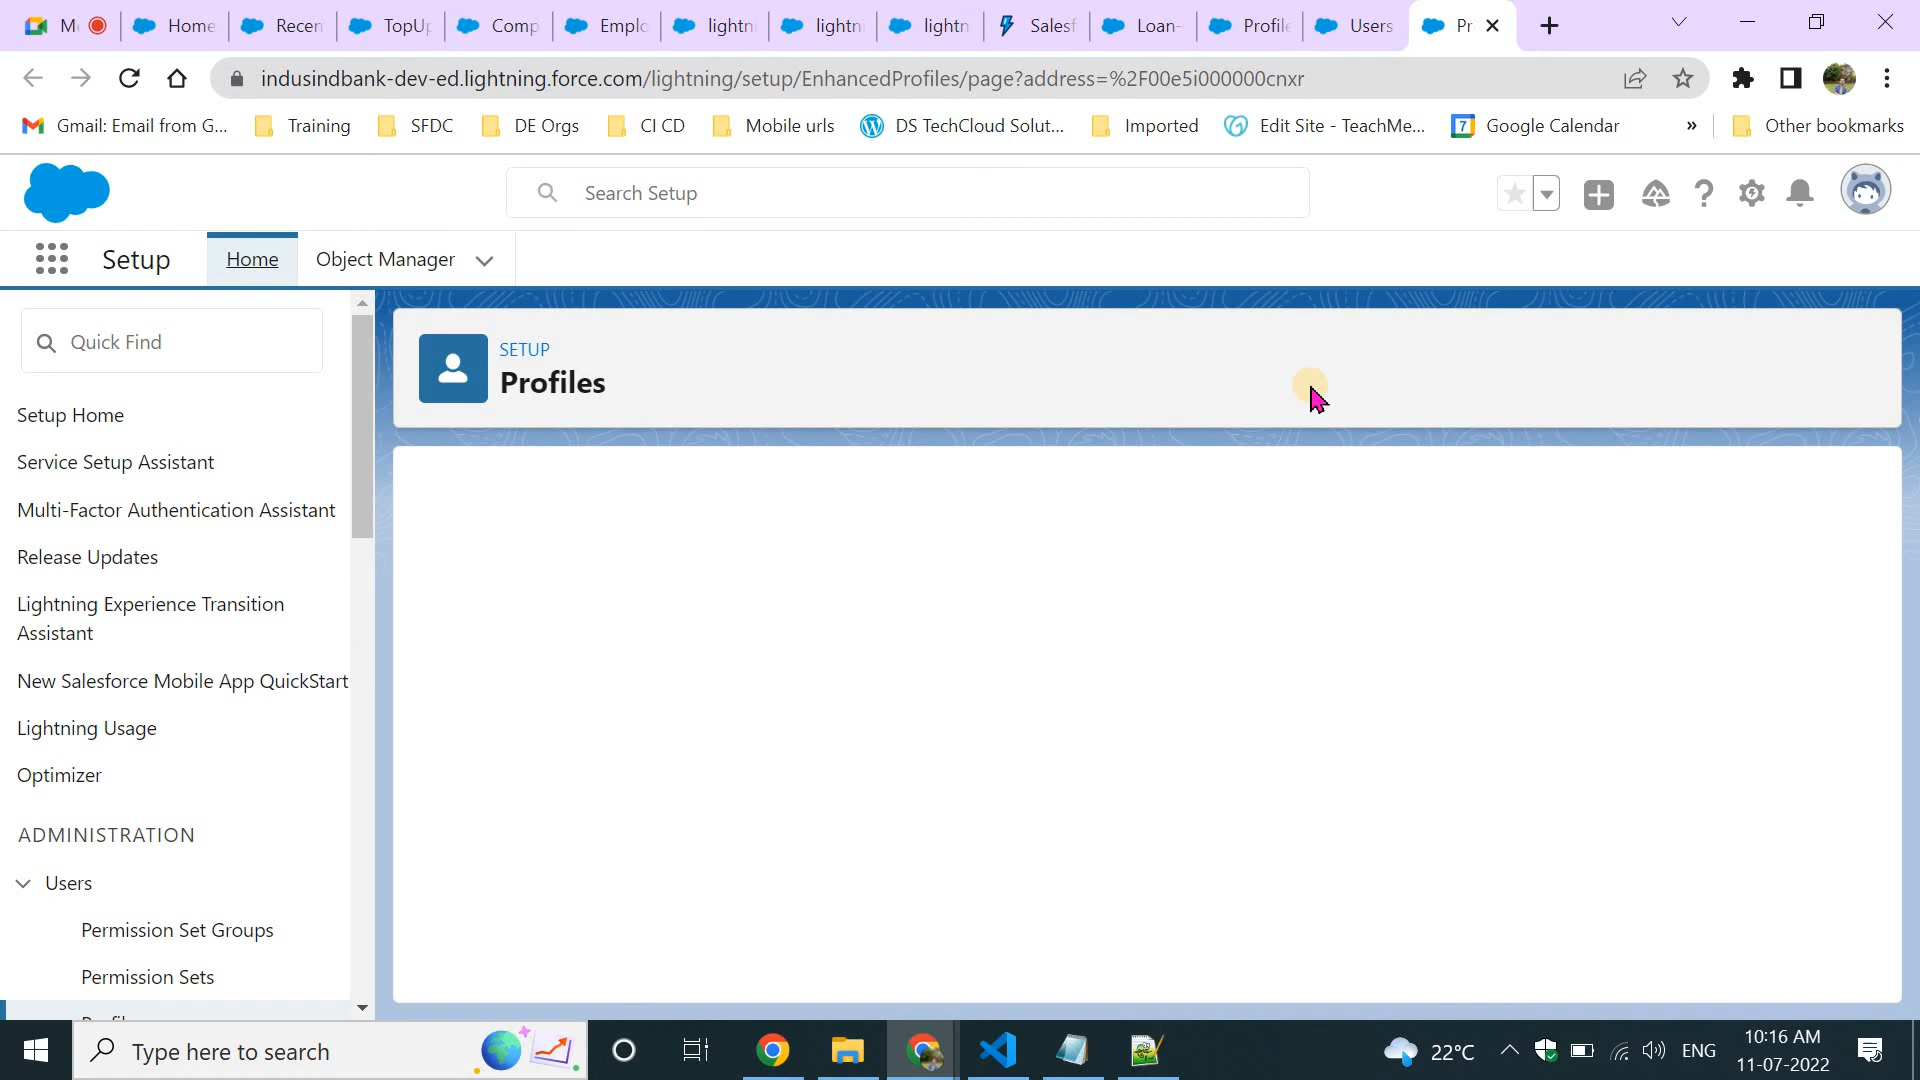 Me
Home
Recen
TopUp
Comp
Emplo
lightni
lightni
lightn
Salesf
Loan-
Profile
Users
Pr
indusindbank-dev-ed.lightning.force.com/lightning/setup/EnhancedProfiles/page?address=%2F00e5i000000cnxr
Gmail: Email from G...
Training
SFDC
DE Orgs
CI CD
Mobile urls
DS TechCloud Solut...
Imported
Edit Site - TeachMe...
7
Google Calendar
»
Other bookmarks
Search Setup
Setup
Home
Object Manager
Quick Find
SETUP
Profiles
Setup Home
Service Setup Assistant
Multi-Factor Authentication Assistant
Release Updates
Lightning Experience Transition
Assistant
New Salesforce Mobile App QuickStart
Lightning Usage
Optimizer
ADMINISTRATION
Users
Permission Set Groups
Permission Sets
Type here to search
22°C
ENG
10:16 AM
11-07-2022